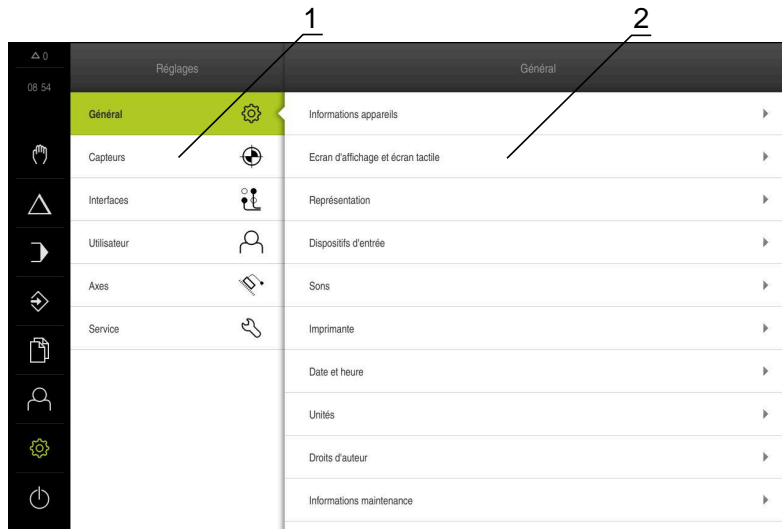 1 2
△ 0
08 54
Réglages
Général
Général
Capteurs
Interfaces
Utilisateur
Axes
Service
Informations appareils
Ecran d'affichage et écran tactile
Représentation
Dispositifs d'entrée
Sons
Imprimante
Date et heure
Unités
Droits d'auteur
Informations maintenance